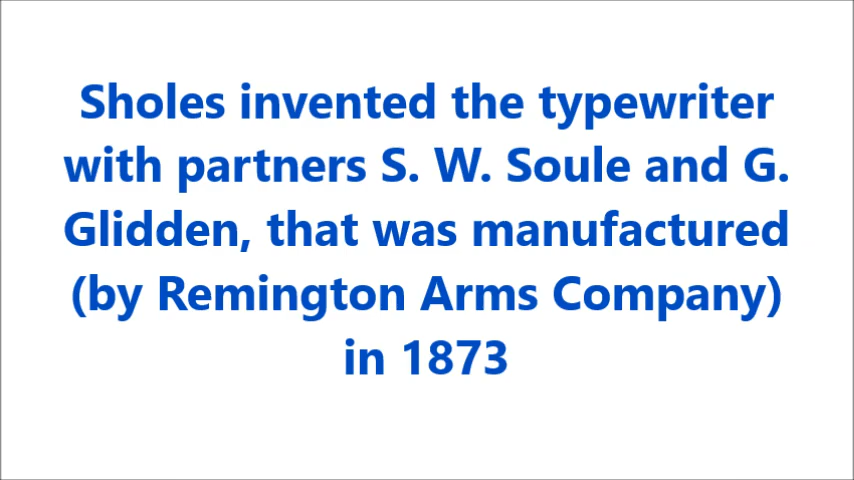 Sholes invented the typewriter
with partners S. W. Soule and G.
Glidden, that was manufactured
(by Remington Arms Company)
in 1873